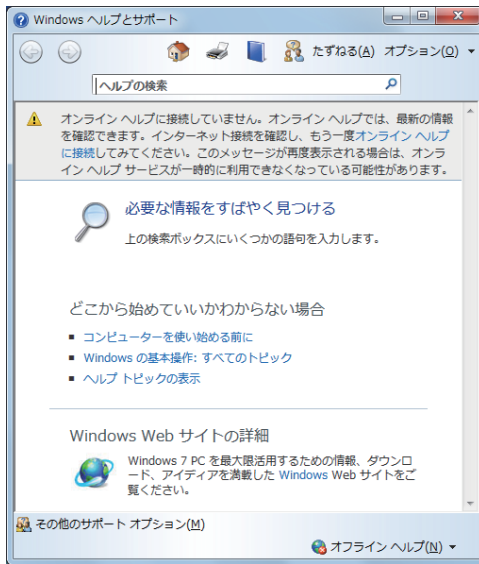 Windows ヘルプとサポート
たずねる(A) オプション(O)
ヘルプの検索
オンライン ヘルプに接続していません。オンライン ヘルプでは、最新の情報
を確認できます。インターネット接続を確認し、もう一度オンライン ヘルプ
に接続してみてください。このメッセージが再度表示される場合は、オンラ
イン ヘルプ サービスが一時的に利用できなくなっている可能性があります。
必要な情報をすばやく見つける
上の検索ボックスにいくつかの語句を入力します。
どこから始めていいかわからない場合
コンピューターを使い始める前に
Windows の基本操作: すべてのトピック
ヘルプ トピックの表示
Windows Web サイトの詳細
Windows 7 PC を最大限活用するための情報、ダウンロ
ード、アイディアを満載した Windows Web サイトをご
覧ください。
その他のサポート オプション(M)
オフライン ヘルプ(N)